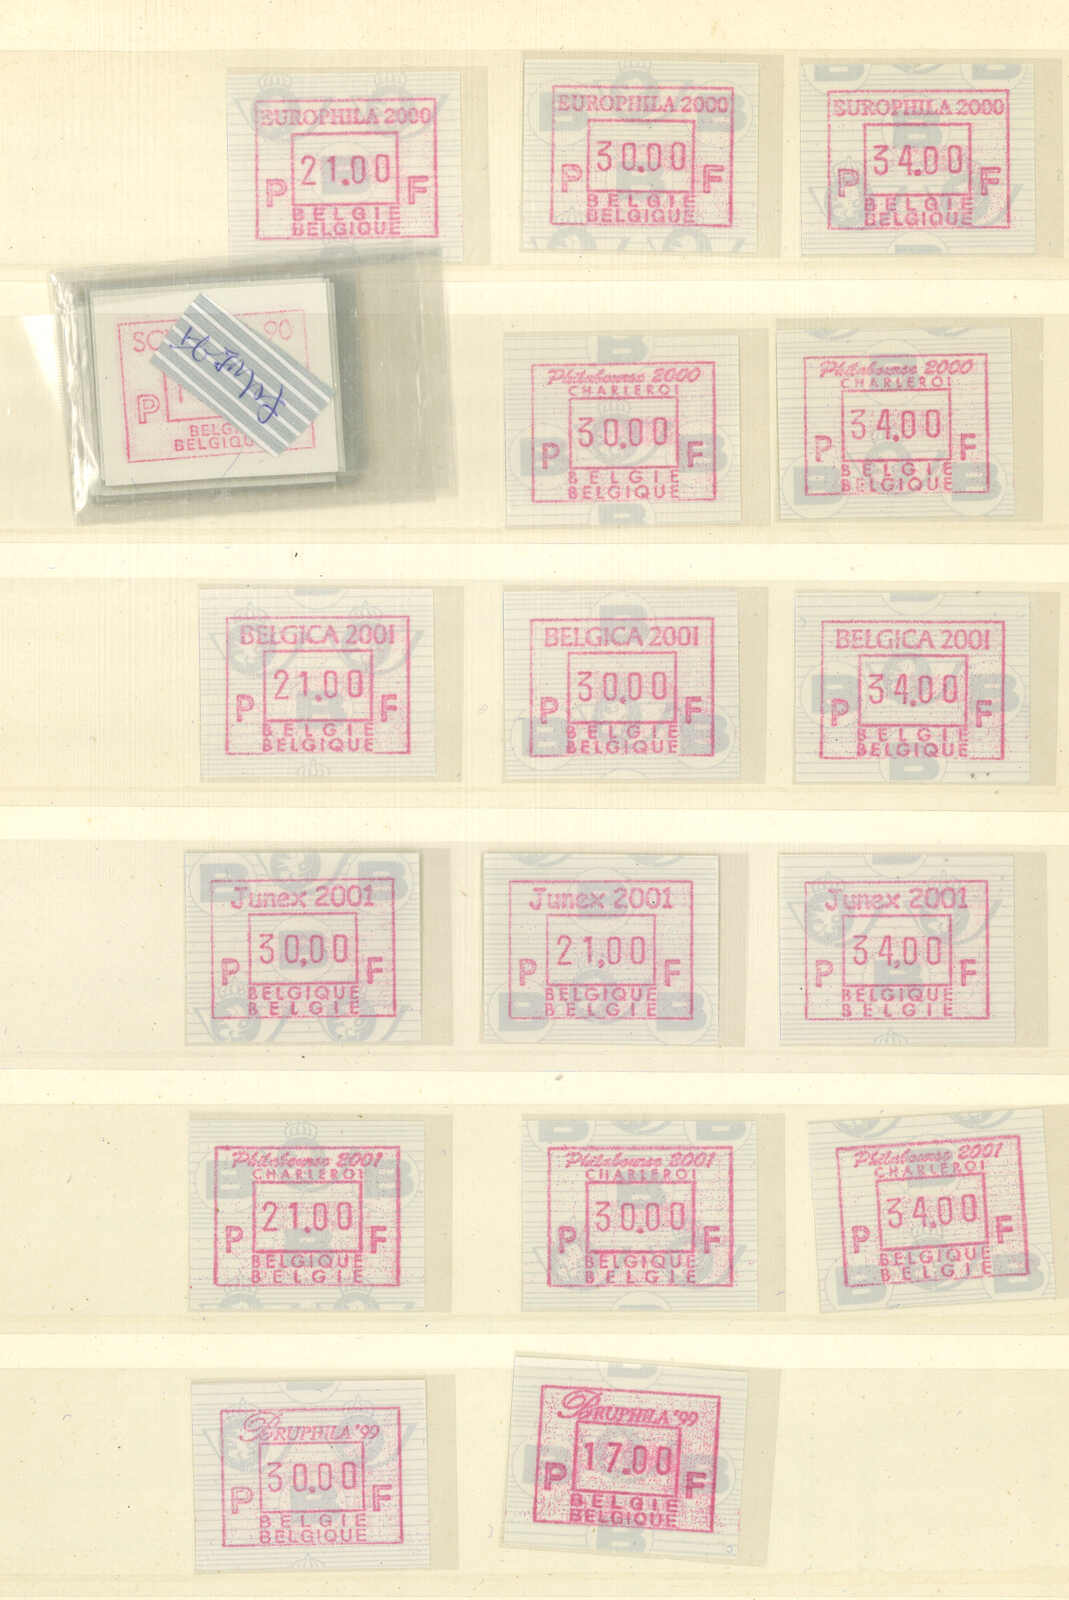 EUROPHILA 2000
21.00
P F
BELGIE
BELGIQUE
EUROPHILA 2000
30.00
P F
BELGIE
BELGIQUE
EUROPHILA 2000
34.00
P F
BELGIE
BELGIQUE
90
P
Philabourse 2000
CHARLEROI
30.00
P F
BELGIE
BELGIQUE
Philabourse 2000
CHARLEROI
34.00
P F
BELGIE
BELGIQUE
BELGICA 2001
21.00
P F
BELGIE
BELGIQUE
BELGICA 2001
30.00
P F
BELGIE
BELGIQUE
BELGICA 2001
34.00
P F
BELGIE
BELGIQUE
Junex 2001
30,00
P F
BELGIQUE
BELGIE
Junex 2001
21,00
P F
BELGIQUE
BELGIE
Junex 2001
34,00
P F
BELGIQUE
BELGIE
Philabourse 2001
CHARLEROI
21.00
P F
BELGIQUE
BELGIE
Philabourse 2001
CHARLEROI
30.00
P F
BELGIQUE
BELGIE
Philabourse 2001
CHARLEROI
34.00
P F
BELGIQUE
BELGIE
BRUPHILA '99
30.00
P F
BELGIE
BELGIQUE
BRUPHILA '99
17.00
P F
BELGIE
BELGIQUE